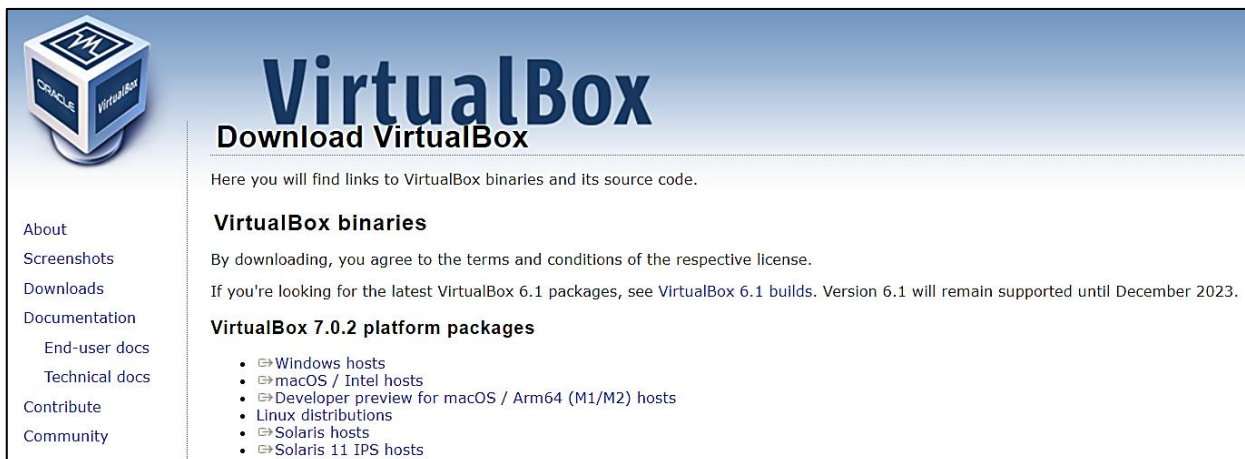 ORACLE
VirtualBox
VirtualBox
Download VirtualBox
Here you will find links to VirtualBox binaries and its source code.
About
Screenshots
Downloads
Documentation
End-user docs
Technical docs
Contribute
Community
VirtualBox binaries
By downloading, you agree to the terms and conditions of the respective license.
If you're looking for the latest VirtualBox 6.1 packages, see VirtualBox 6.1 builds. Version 6.1 will remain supported until December 2023.
VirtualBox 7.0.2 platform packages
• Windows hosts
• macOS / Intel hosts
• Developer preview for macOS / Arm64 (M1/M2) hosts
• Linux distributions
• Solaris hosts
• Solaris 11 IPS hosts